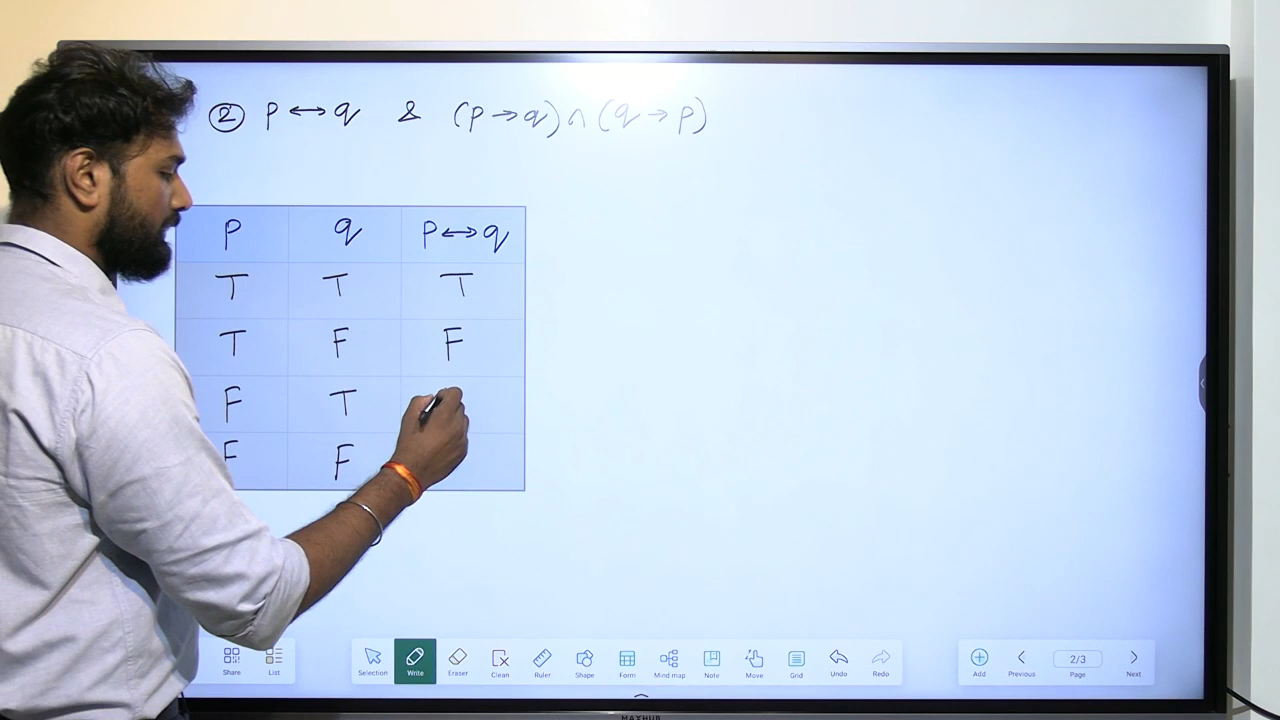 ② p ↔ q & (p → q) ∩ (q → p)
p q p ↔ q
T T T
T F F
F T
F F
Share List Selection Write Eraser Clean Ruler Shape Form Mind map Note Move Grid Undo Redo Add Previous 2/3 Page Next
MAXHUB